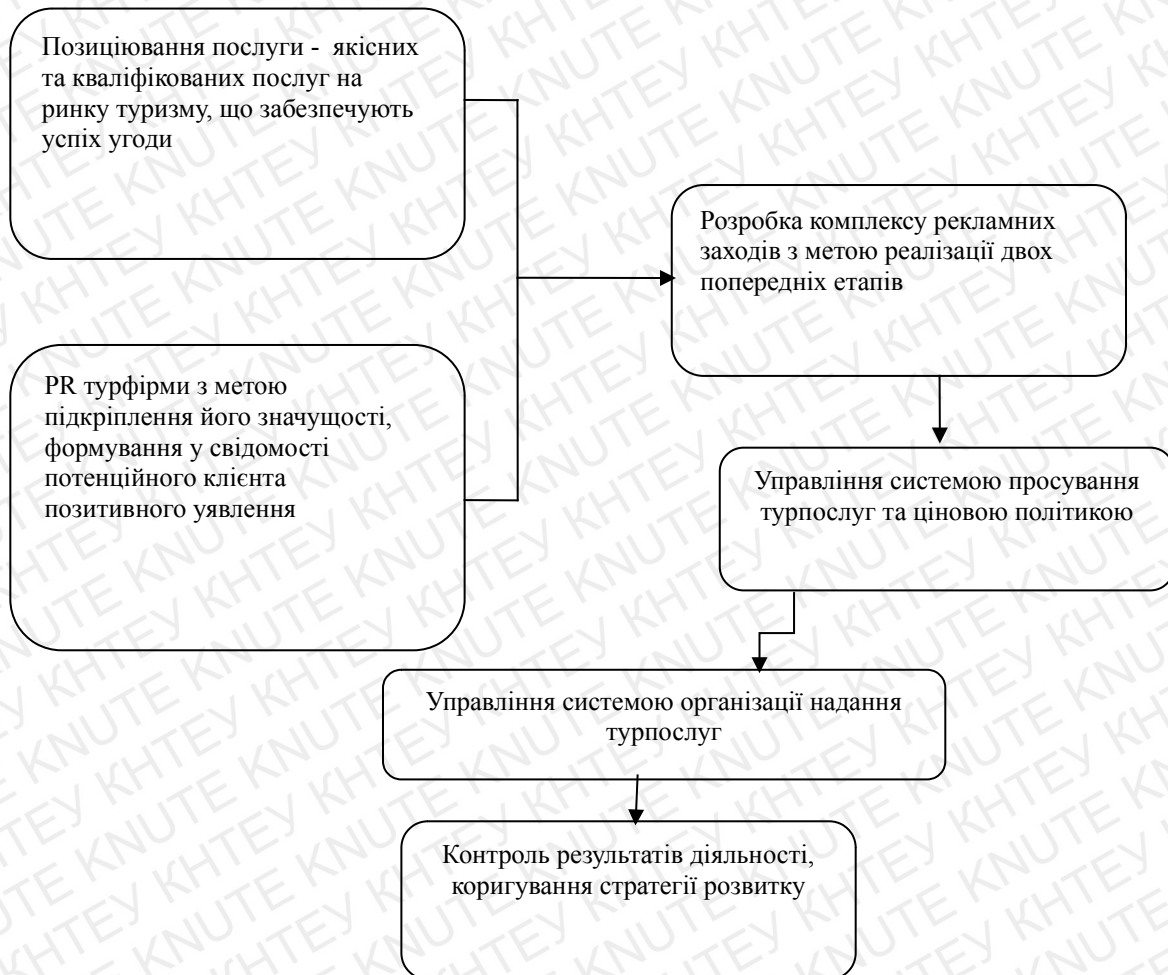 Позиціювання послуги - якісних
та кваліфікованих послуг на
ринку туризму, що забезпечують
успіх угоди
PR турфірми з метою
підкріплення його значущості,
формування у свідомості
потенційного клієнта
позитивного уявлення
Розробка комплексу рекламних
заходів з метою реалізації двох
попередніх етапів
Управління системою просування
турпослуг та ціновою політикою
Управління системою організації надання
турпослуг
Контроль результатів діяльності,
коригування стратегії розвитку